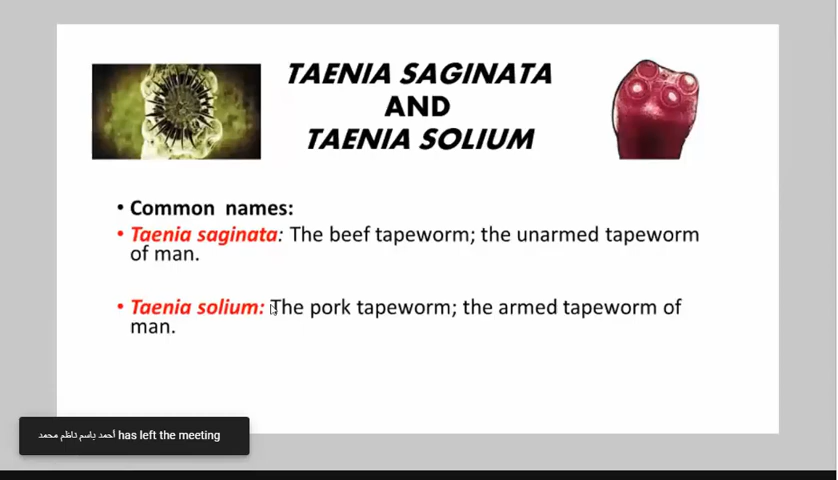 TAENIA SAGINATA
AND
TAENIA SOLIUM
• Common names:
• Taenia saginata: The beef tapeworm; the unarmed tapeworm
of man.
• Taenia solium: The pork tapeworm; the armed tapeworm of
man.
أحمد باسم ناظم محمد has left the meeting